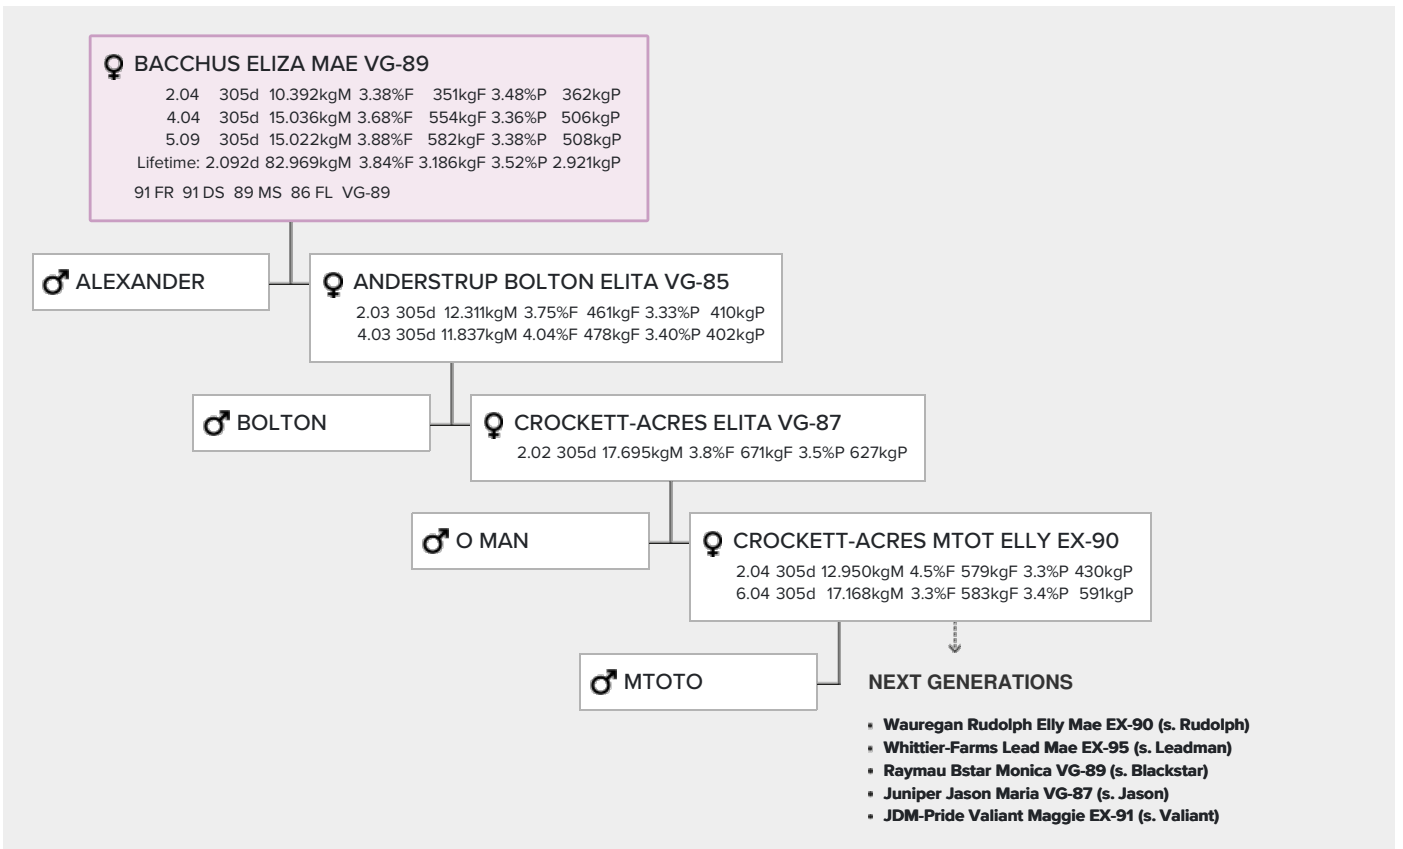 BACCHUS ELIZA MAE VG-89
2.04 305d 10.392kgM 3.38%F 351kgF 3.48%P 362kgP
4.04 305d 15.036kgM 3.68%F 554kgF 3.36%P 506kgP
5.09 305d 15.022kgM 3.88%F 582kgF 3.38%P 508kgP
Lifetime: 2.092d 82.969kgM 3.84%F 3.186kgF 3.52%P 2.921kgP
91 FR 91 DS 89 MS 86 FL VG-89
ALEXANDER
ANDERSTRUP BOLTON ELITA VG-85
2.03 305d 12.311kgM 3.75%F 461kgF 3.33%P 410kgP
4.03 305d 11.837kgM 4.04%F 478kgF 3.40%P 402kgP
BOLTON
CROCKETT-ACRES ELITA VG-87
2.02 305d 17.695kgM 3.8%F 671kgF 3.5%P 627kgP
O MAN
CROCKETT-ACRES MTOT ELLY EX-90
2.04 305d 12.950kgM 4.5%F 579kgF 3.3%P 430kgP
6.04 305d 17.168kgM 3.3%F 583kgF 3.4%P 591kgP
MTOTO
NEXT GENERATIONS
• Wauregan Rudolph Elly Mae EX-90 (s. Rudolph)
• Whittier-Farms Lead Mae EX-95 (s. Leadman)
• Raymau Bstar Monica VG-89 (s. Blackstar)
• Juniper Jason Maria VG-87 (s. Jason)
• JDM-Pride Valiant Maggie EX-91 (s. Valiant)